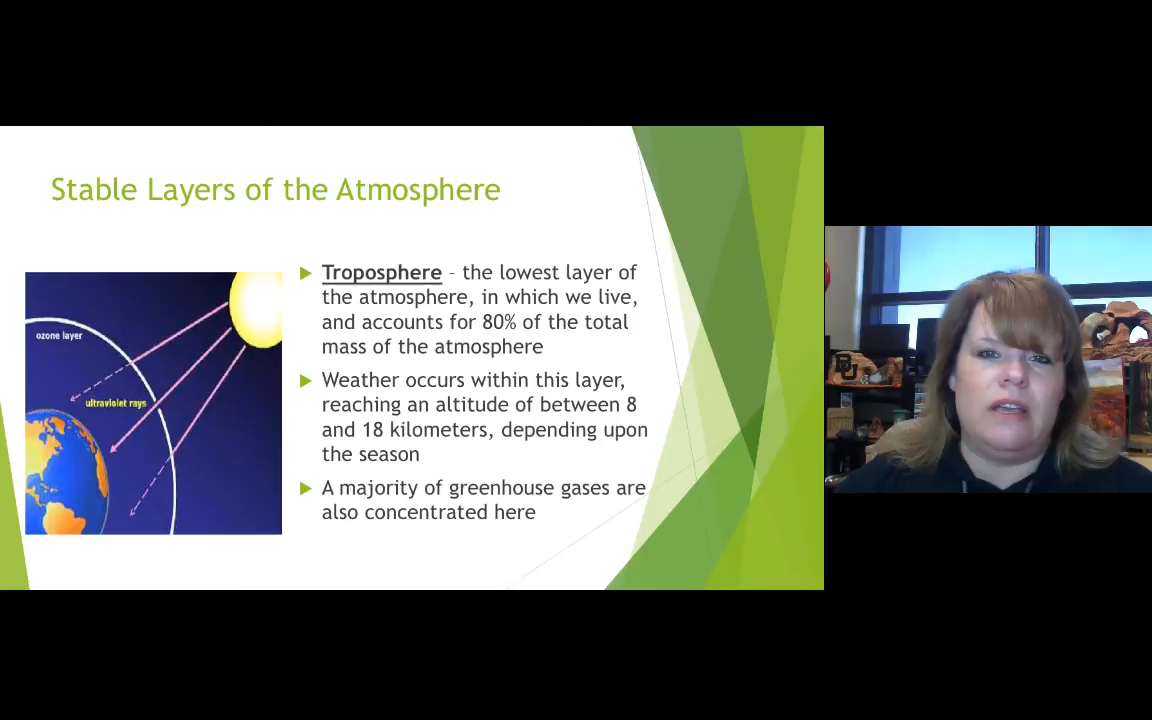 Stable Layers of the Atmosphere
ozone layer
ultraviolet rays
Troposphere – the lowest layer of
the atmosphere, in which we live,
and accounts for 80% of the total
mass of the atmosphere
Weather occurs within this layer,
reaching an altitude of between 8
and 18 kilometers, depending upon
the season
A majority of greenhouse gases are
also concentrated here
BU